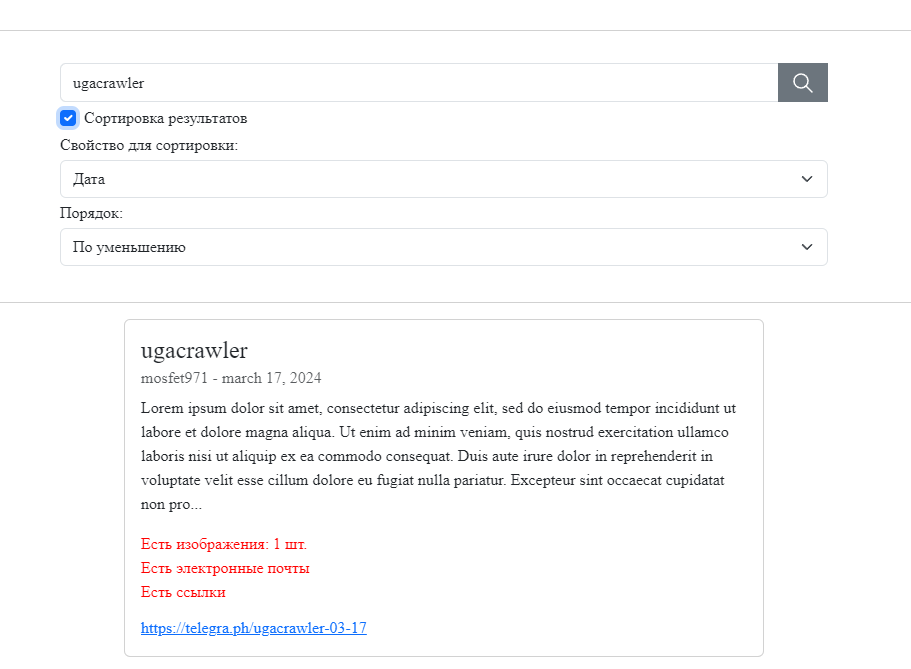 ugacrawler
Сортировка результатов
Свойство для сортировки:
Дата
Порядок:
По уменьшению
ugacrawler
mosfet971 - march 17, 2024
Lorem ipsum dolor sit amet, consectetur adipiscing elit, sed do eiusmod tempor incididunt ut
labore et dolore magna aliqua. Ut enim ad minim veniam, quis nostrud exercitation ullamco
laboris nisi ut aliquip ex ea commodo consequat. Duis aute irure dolor in reprehenderit in
voluptate velit esse cillum dolore eu fugiat nulla pariatur. Excepteur sint occaecat cupidatat
non pro...
Есть изображения: 1 шт.
Есть электронные почты
Есть ссылки
https://telegra.ph/ugacrawler-03-17